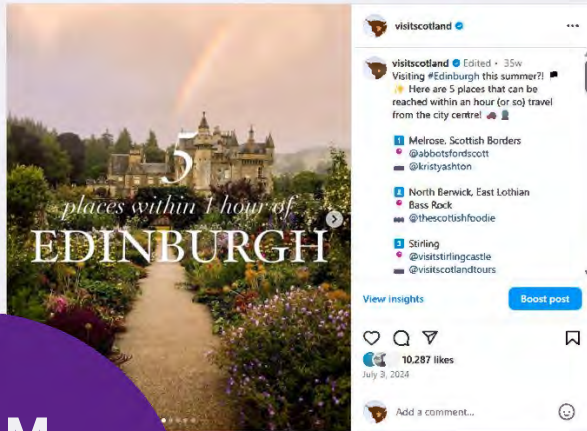 5
places within 1 hour of
EDINBURGH
M
visitscotland
visitscotland Edited • 35w
Visiting #Edinburgh this summer?! 🏴
✨ Here are 5 places that can be
reached within an hour (or so) travel
from the city centre! 🚗 🚆
1 Melrose, Scottish Borders
📍 @abbotsfordscott
📷 @kristyashton
2 North Berwick, East Lothian
📍 Bass Rock
📷 @thescottishfoodie
3 Stirling
📍 @visitstirlingcastle
📷 @visitscotlandtours
View insights
Boost post
10,287 likes
July 3, 2024
Add a comment...